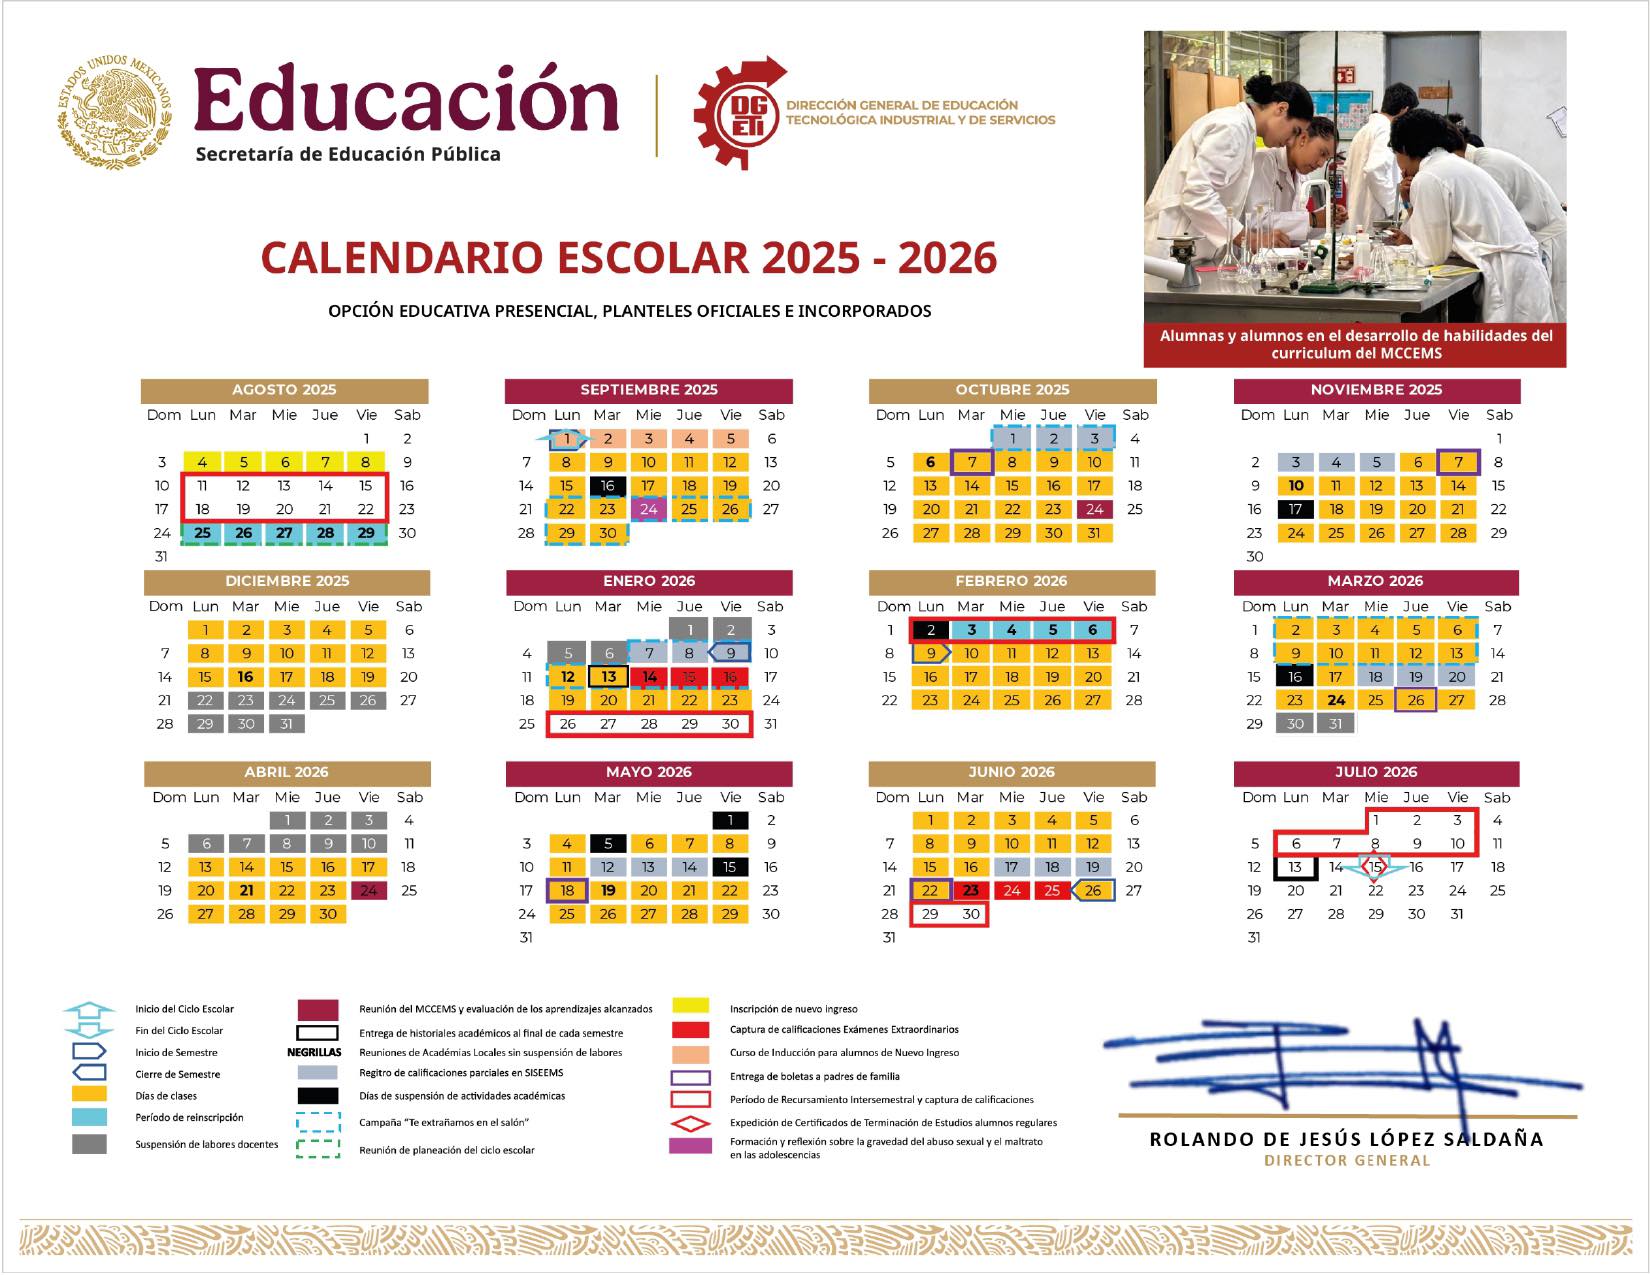 ESTADOS UNIDOS MEXICANOS
Educación
Secretaría de Educación Pública
DGETi
DIRECCIÓN GENERAL DE EDUCACIÓN
TECNOLÓGICA INDUSTRIAL Y DE SERVICIOS
CALENDARIO ESCOLAR 2025 - 2026
OPCIÓN EDUCATIVA PRESENCIAL, PLANTELES OFICIALES E INCORPORADOS
Alumnas y alumnos en el desarrollo de habilidades del
curriculum del MCCEMS
AGOSTO 2025
Dom Lun Mar Mie Jue Vie Sab
1 2
3 4 5 6 7 8 9
10 11 12 13 14 15 16
17 18 19 20 21 22 23
24 25 26 27 28 29 30
31
SEPTIEMBRE 2025
Dom Lun Mar Mie Jue Vie Sab
1 2 3 4 5 6
7 8 9 10 11 12 13
14 15 16 17 18 19 20
21 22 23 24 25 26 27
28 29 30
OCTUBRE 2025
Dom Lun Mar Mie Jue Vie Sab
1 2 3 4
5 6 7 8 9 10 11
12 13 14 15 16 17 18
19 20 21 22 23 24 25
26 27 28 29 30 31
NOVIEMBRE 2025
Dom Lun Mar Mie Jue Vie Sab
1
2 3 4 5 6 7 8
9 10 11 12 13 14 15
16 17 18 19 20 21 22
23 24 25 26 27 28 29
30
DICIEMBRE 2025
Dom Lun Mar Mie Jue Vie Sab
1 2 3 4 5 6
7 8 9 10 11 12 13
14 15 16 17 18 19 20
21 22 23 24 25 26 27
28 29 30 31
ENERO 2026
Dom Lun Mar Mie Jue Vie Sab
1 2 3
4 5 6 7 8 9 10
11 12 13 14 15 16 17
18 19 20 21 22 23 24
25 26 27 28 29 30 31
FEBRERO 2026
Dom Lun Mar Mie Jue Vie Sab
1 2 3 4 5 6 7
8 9 10 11 12 13 14
15 16 17 18 19 20 21
22 23 24 25 26 27 28
MARZO 2026
Dom Lun Mar Mie Jue Vie Sab
1 2 3 4 5 6 7
8 9 10 11 12 13 14
15 16 17 18 19 20 21
22 23 24 25 26 27 28
29 30 31
ABRIL 2026
Dom Lun Mar Mie Jue Vie Sab
1 2 3 4
5 6 7 8 9 10 11
12 13 14 15 16 17 18
19 20 21 22 23 24 25
26 27 28 29 30
MAYO 2026
Dom Lun Mar Mie Jue Vie Sab
1 2
3 4 5 6 7 8 9
10 11 12 13 14 15 16
17 18 19 20 21 22 23
24 25 26 27 28 29 30
31
JUNIO 2026
Dom Lun Mar Mie Jue Vie Sab
1 2 3 4 5 6
7 8 9 10 11 12 13
14 15 16 17 18 19 20
21 22 23 24 25 26 27
28 29 30
31
JULIO 2026
Dom Lun Mar Mie Jue Vie Sab
1 2 3 4
5 6 7 8 9 10 11
12 13 14 15 16 17 18
19 20 21 22 23 24 25
26 27 28 29 30 31
31
Inicio del Ciclo Escolar
Fin del Ciclo Escolar
Inicio de Semestre
Cierre de Semestre
Días de clases
Período de reinscripción
Suspensión de labores docentes
Reunión del MCCEMS y evaluación de los aprendizajes alcanzados
Entrega de historiales académicos al final de cada semestre
NEGRILLAS Reuniones de Académias Locales sin suspensión de labores
Regitro de calificaciones parciales en SISEEMS
Días de suspensión de actividades académicas
Campaña “Te extrañamos en el salón”
Reunión de planeación del ciclo escolar
Inscripción de nuevo ingreso
Captura de calificaciones Exámenes Extraordinarios
Curso de Inducción para alumnos de Nuevo Ingreso
Entrega de boletas a padres de familia
Período de Recursamiento Intersemestral y captura de calificaciones
Expedición de Certificados de Terminación de Estudios alumnos regulares
Formación y reflexión sobre la gravedad del abuso sexual y el maltrato
en las adolescencias
ROLANDO DE JESÚS LÓPEZ SALDAÑA
DIRECTOR GENERAL